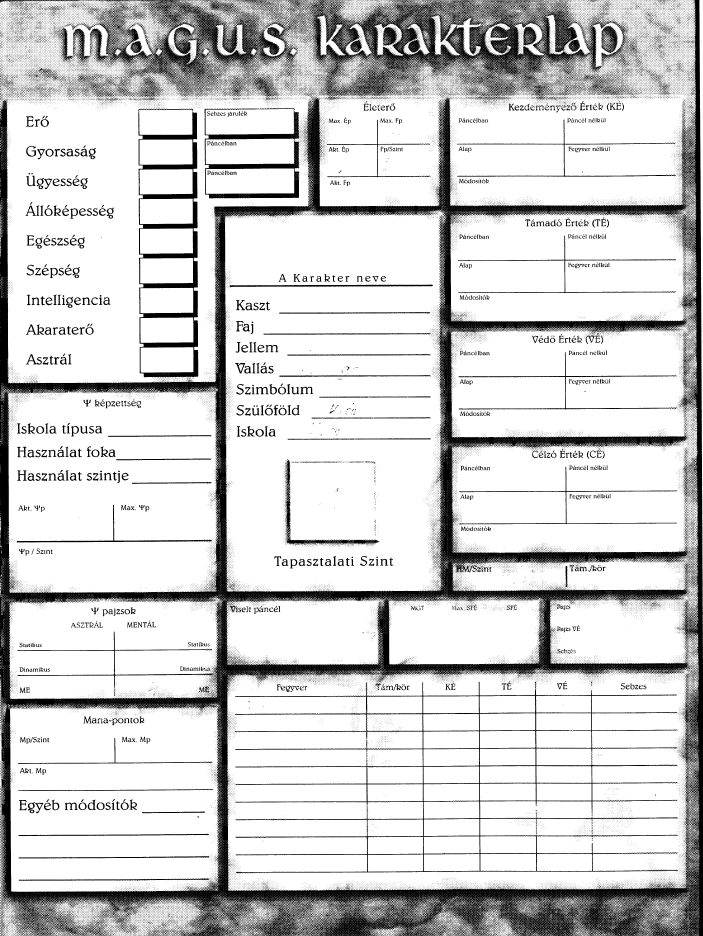 m.a.g.u.s. karakterlap
Erő
Gyorsaság
Ügyesség
Állóképesség
Egészség
Szépség
Intelligencia
Akaraterő
Asztrál
Sebzes járulék
Páncélban
Páncélban
Életerő
Max. Ép
Max. Fp
Akt. Ép
Fp/Szint
Akt. Fp
Kezdeményező Érték (KÉ)
Páncélban
Páncél nélkül
Alap
Fegyver nélkül
Módosítók
Támadó Érték (TÉ)
Páncélban
Páncél nélkül
Alap
Fegyver nélkül
Módosítók
Védő Érték (VÉ)
Páncélban
Páncél nélkül
Alap
Fegyver nélkül
Módosítók
Célzó Érték (CÉ)
Páncélban
Páncél nélkül
Alap
Fegyver nélkül
Módosítók
HM/Szint
Tám./kör
A Karakter neve
Kaszt
Faj
Jellem
Vallás
Szimbólum
Szülőföld
Iskola
Tapasztalati Szint
Ψ képzettség
Iskola típusa
Használat foka
Használat szintje
Akt. Ψp
Max. Ψp
Ψp / Szint
Ψ pajzsok
ASZTRÁL MENTÁL
Statikus Statikus
Dinamikus Dinamikus
ME ME
Viselt páncél
MGT Max. SFÉ SFÉ
Pajzs
Pajzs VÉ
Sebzés
Mana-pontok
Mp/Szint
Max. Mp
Akt. Mp
Egyéb módosítók
Fegyver Tám/kör KÉ TÉ VÉ Sebzes